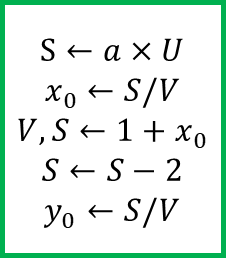 S ← a × U
x₀ ← S/V
V, S ← 1 + x₀
S ← S − 2
y₀ ← S/V